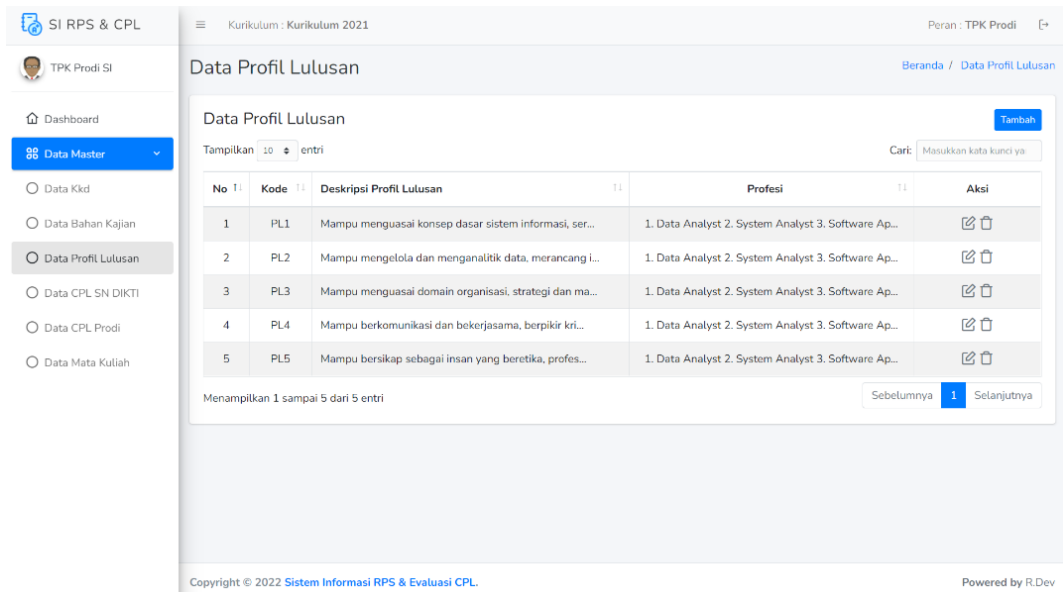 SI RPS & CPL
Kurikulum : Kurikulum 2021
Peran : TPK Prodi
TPK Prodi SI
Data Profil Lulusan
Beranda / Data Profil Lulusan
Dashboard
Data Master
Data Kkd
Data Bahan Kajian
Data Profil Lulusan
Data CPL SN DIKTI
Data CPL Prodi
Data Mata Kuliah
Data Profil Lulusan
Tambah
Tampilkan 10 entri
Cari: Masukkan kata kunci ya
No Kode Deskripsi Profil Lulusan Profesi Aksi
1 PL1 Mampu menguasai konsep dasar sistem informasi, ser... 1. Data Analyst 2. System Analyst 3. Software Ap...
2 PL2 Mampu mengelola dan menganalitik data, merancang i... 1. Data Analyst 2. System Analyst 3. Software Ap...
3 PL3 Mampu menguasai domain organisasi, strategi dan ma... 1. Data Analyst 2. System Analyst 3. Software Ap...
4 PL4 Mampu berkomunikasi dan bekerjasama, berpikir kri... 1. Data Analyst 2. System Analyst 3. Software Ap...
5 PL5 Mampu bersikap sebagai insan yang beretika, profes... 1. Data Analyst 2. System Analyst 3. Software Ap...
Menampilkan 1 sampai 5 dari 5 entri
Sebelumnya 1 Selanjutnya
Copyright © 2022 Sistem Informasi RPS & Evaluasi CPL.
Powered by R.Dev